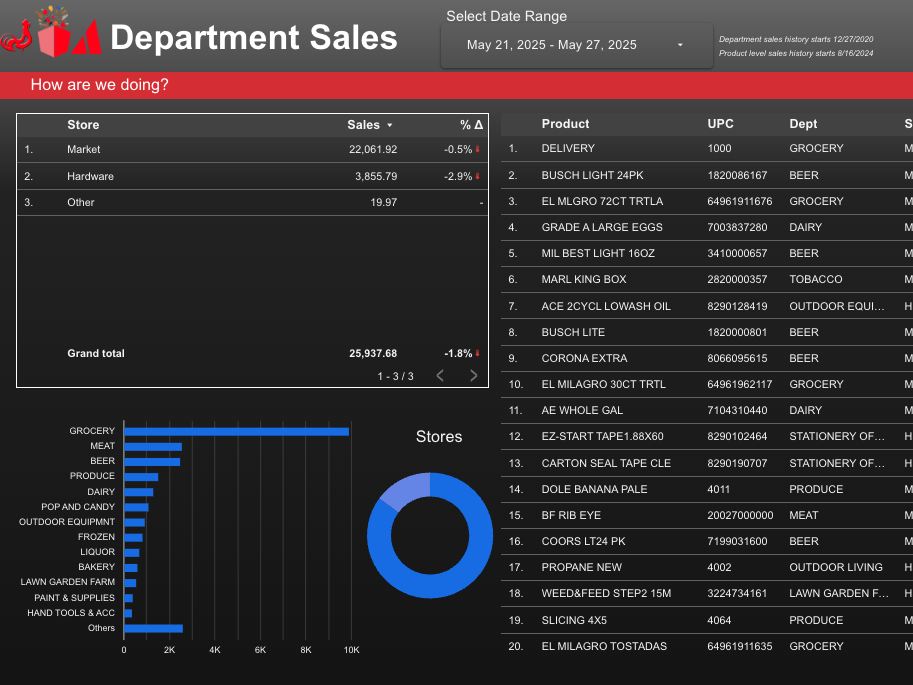 Department Sales
Select Date Range
May 21, 2025 - May 27, 2025
Department sales history starts 12/27/2020
Product level sales history starts 8/16/2024
How are we doing?
Store Sales % Δ
1. Market 22,061.92 -0.5%
2. Hardware 3,855.79 -2.9%
3. Other 19.97 -
Grand total 25,937.68 -1.8%
1 - 3 / 3
Product UPC Dept S
1. DELIVERY 1000 GROCERY M
2. BUSCH LIGHT 24PK 1820086167 BEER M
3. EL MLGRO 72CT TRTLA 64961911676 GROCERY M
4. GRADE A LARGE EGGS 7003837280 DAIRY M
5. MIL BEST LIGHT 16OZ 3410000657 BEER M
6. MARL KING BOX 2820000357 TOBACCO M
7. ACE 2CYCL LOWASH OIL 8290128419 OUTDOOR EQUI... H
8. BUSCH LITE 1820000801 BEER M
9. CORONA EXTRA 8066095615 BEER M
10. EL MILAGRO 30CT TRTL 64961962117 GROCERY M
11. AE WHOLE GAL 7104310440 DAIRY M
12. EZ-START TAPE1.88X60 8290102464 STATIONERY OF... H
13. CARTON SEAL TAPE CLE 8290190707 STATIONERY OF... H
14. DOLE BANANA PALE 4011 PRODUCE M
15. BF RIB EYE 20027000000 MEAT M
16. COORS LT24 PK 7199031600 BEER M
17. PROPANE NEW 4002 OUTDOOR LIVING H
18. WEED&FEED STEP2 15M 3224734161 LAWN GARDEN F... H
19. SLICING 4X5 4064 PRODUCE M
20. EL MILAGRO TOSTADAS 64961911635 GROCERY M
GROCERY
MEAT
BEER
PRODUCE
DAIRY
POP AND CANDY
OUTDOOR EQUIPMNT
FROZEN
LIQUOR
BAKERY
LAWN GARDEN FARM
PAINT & SUPPLIES
HAND TOOLS & ACC
Others
0 2K 4K 6K 8K 10K
Stores